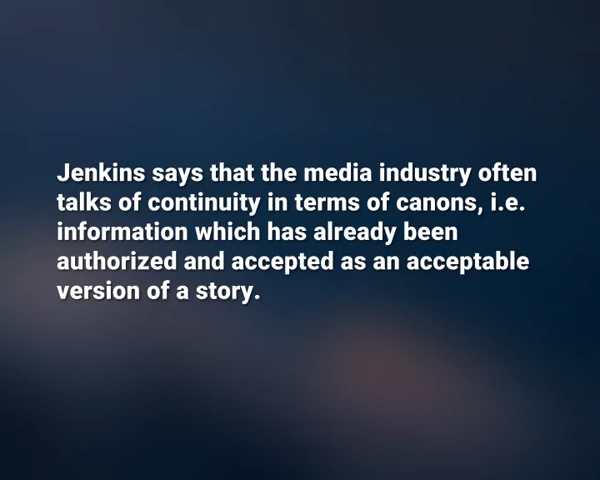 Jenkins says that the media industry often
talks of continuity in terms of canons, i.e.
information which has already been
authorized and accepted as an acceptable
version of a story.